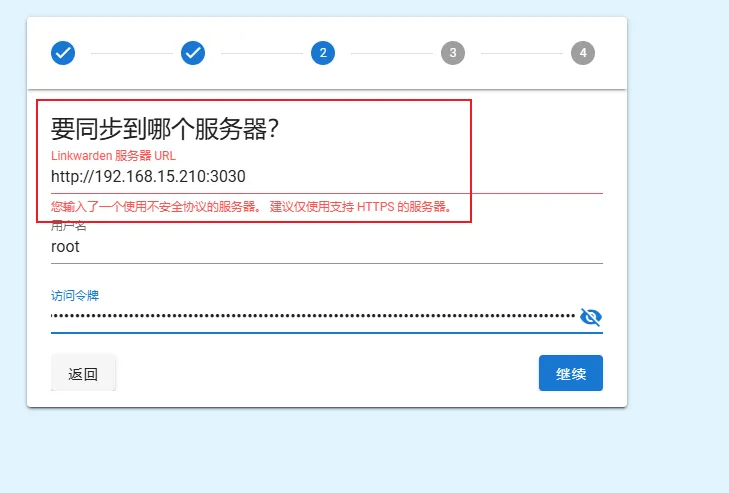 2
3
4
要同步到哪个服务器？
Linkwarden 服务器 URL
http://192.168.15.210:3030
您输入了一个使用不安全协议的服务器。 建议仅使用支持 HTTPS 的服务器。
用户名
root
访问令牌
返回
继续